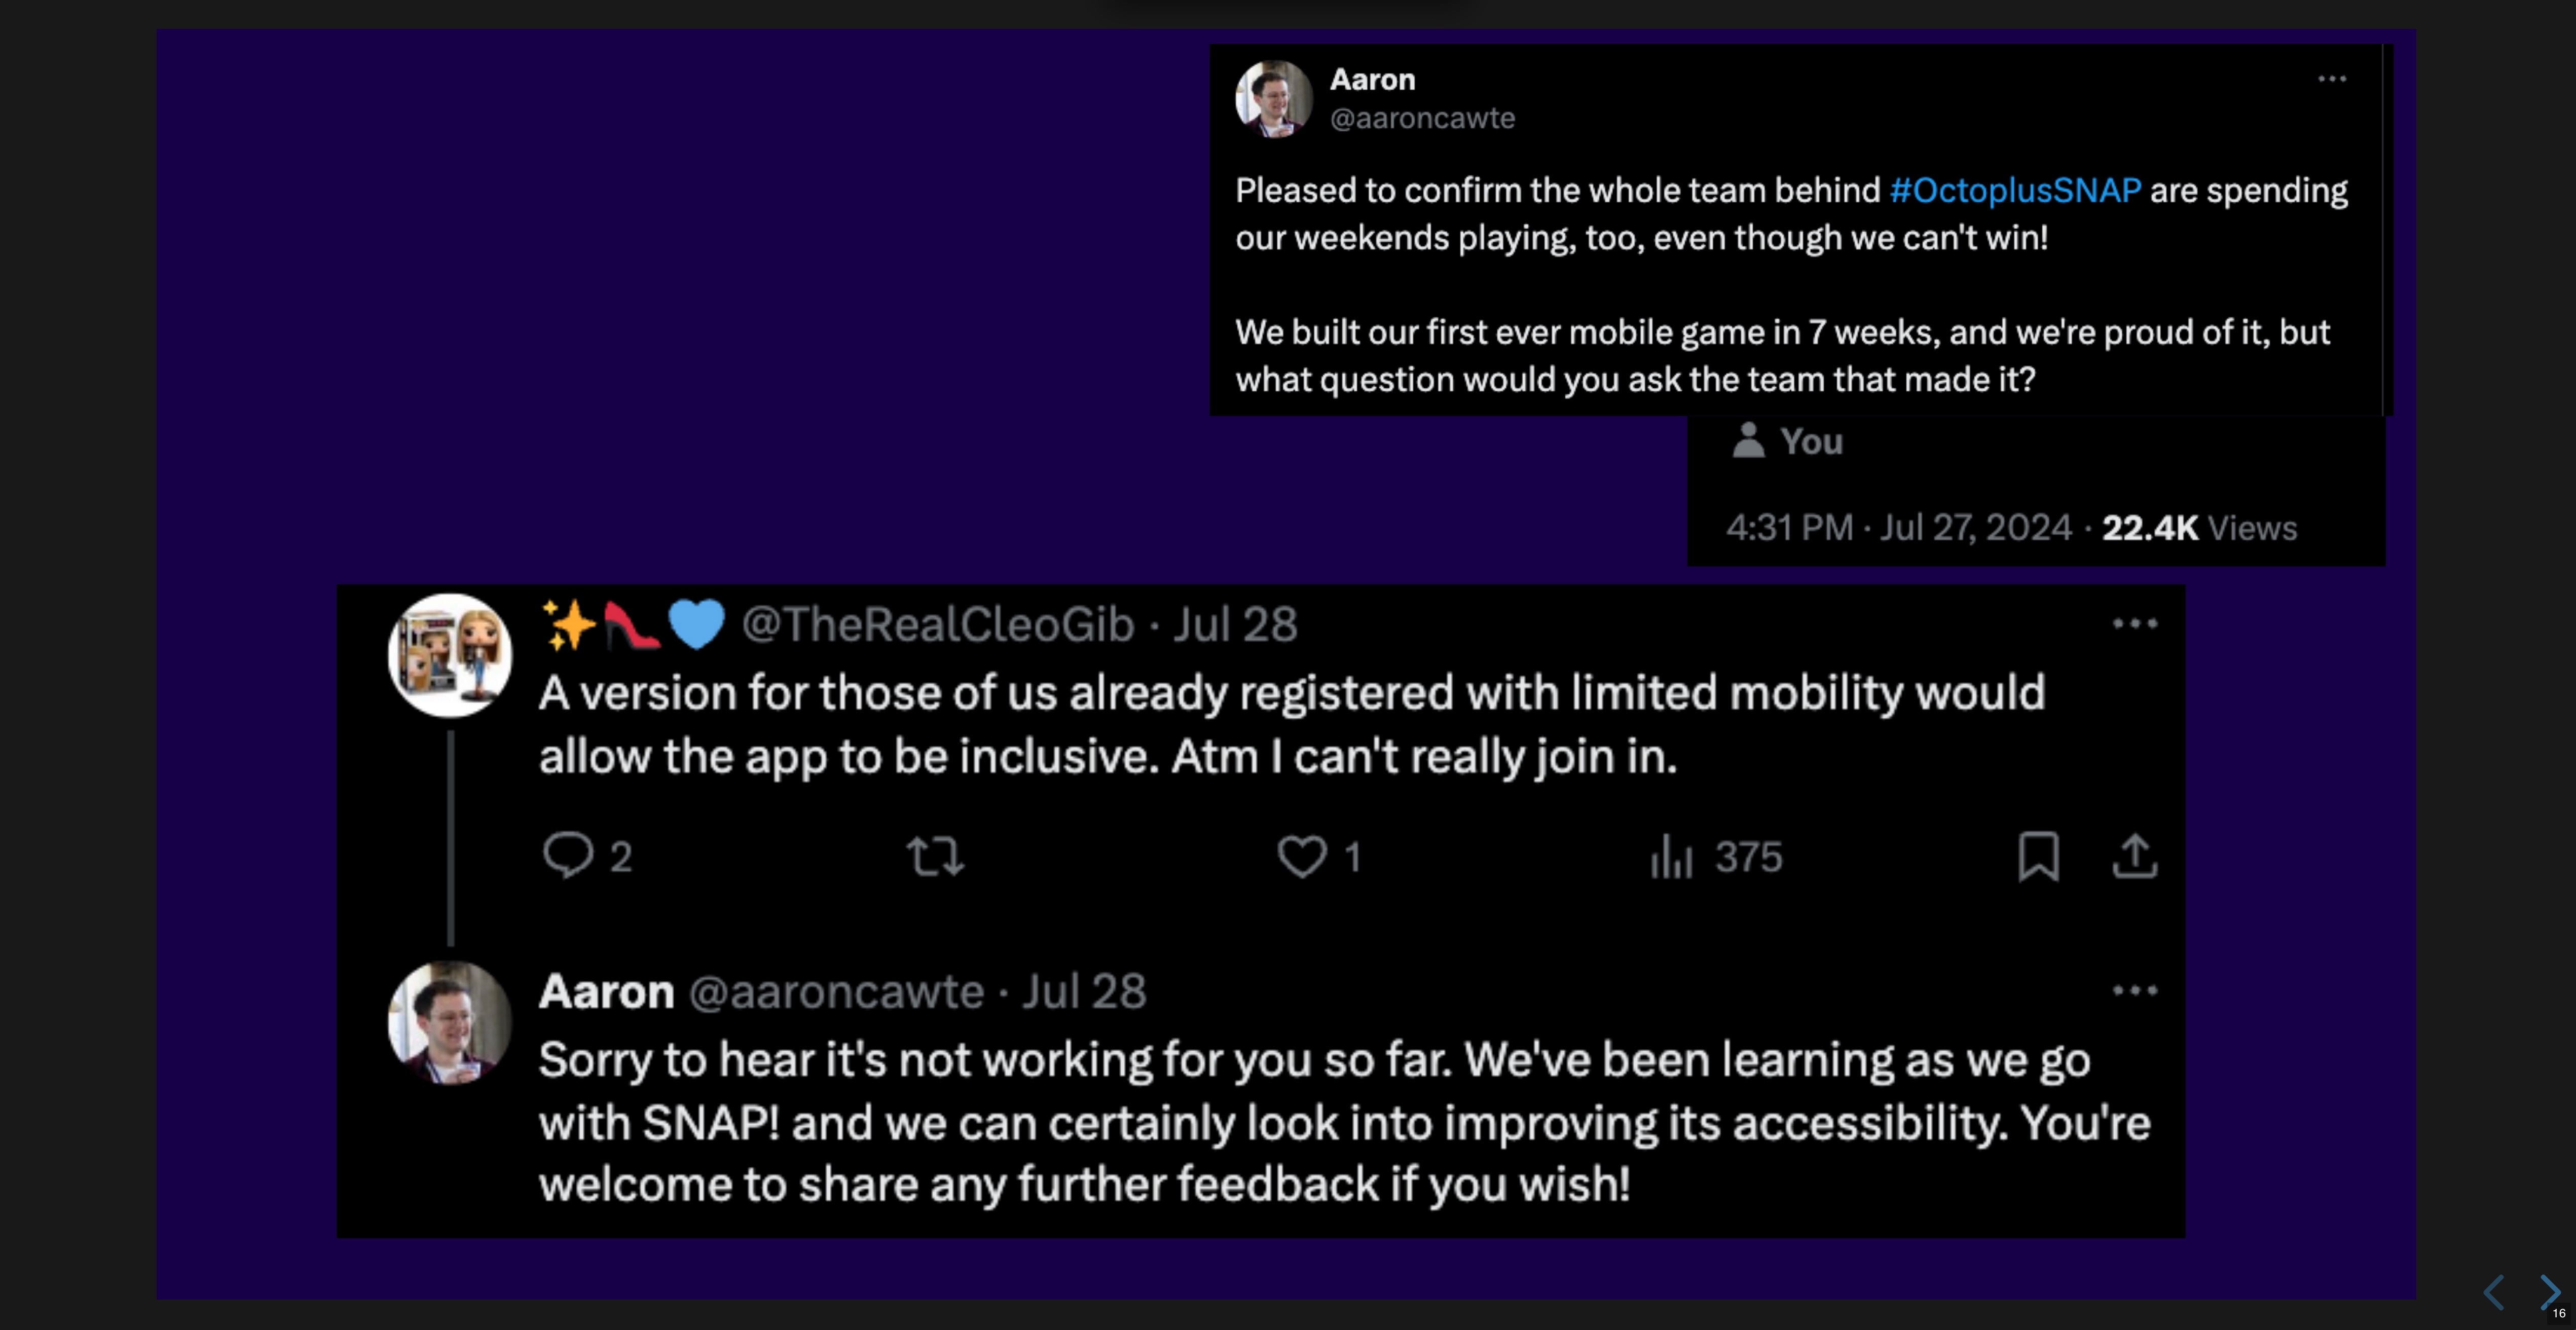 Aaron
@aaroncawte
Pleased to confirm the whole team behind #OctoplusSNAP are spending
our weekends playing, too, even though we can't win!
We built our first ever mobile game in 7 weeks, and we're proud of it, but
what question would you ask the team that made it?
You
4:31 PM · Jul 27, 2024 · 22.4K Views
✨👠💙 @TheRealCleoGib · Jul 28
A version for those of us already registered with limited mobility would
allow the app to be inclusive. Atm I can't really join in.
2 1 375
Aaron @aaroncawte · Jul 28
Sorry to hear it's not working for you so far. We've been learning as we go
with SNAP! and we can certainly look into improving its accessibility. You're
welcome to share any further feedback if you wish!
16